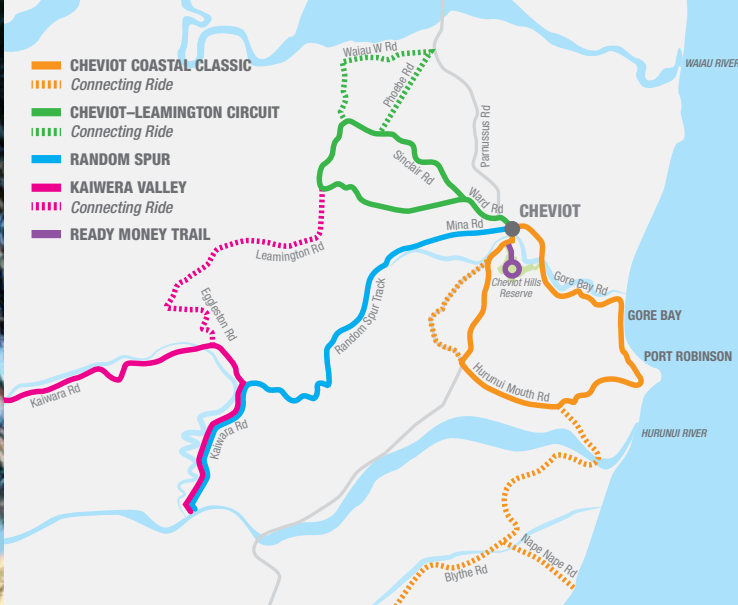 CHEVIOT COASTAL CLASSIC
Connecting Ride
CHEVIOT–LEAMINGTON CIRCUIT
Connecting Ride
RANDOM SPUR
KAIWERA VALLEY
Connecting Ride
READY MONEY TRAIL
Waiau W Rd
Phoebe Rd
Parnussus Rd
WAIAU RIVER
Sinclair Rd
Ward Rd
CHEVIOT
Mina Rd
Leamington Rd
Cheviot Hills
Reserve
Gore Bay Rd
Eggleston Rd
Random Spur Track
GORE BAY
PORT ROBINSON
Kaiwara Rd
Hurunui Mouth Rd
Kaiwara Rd
HURUNUI RIVER
Nape Nape Rd
Blythe Rd